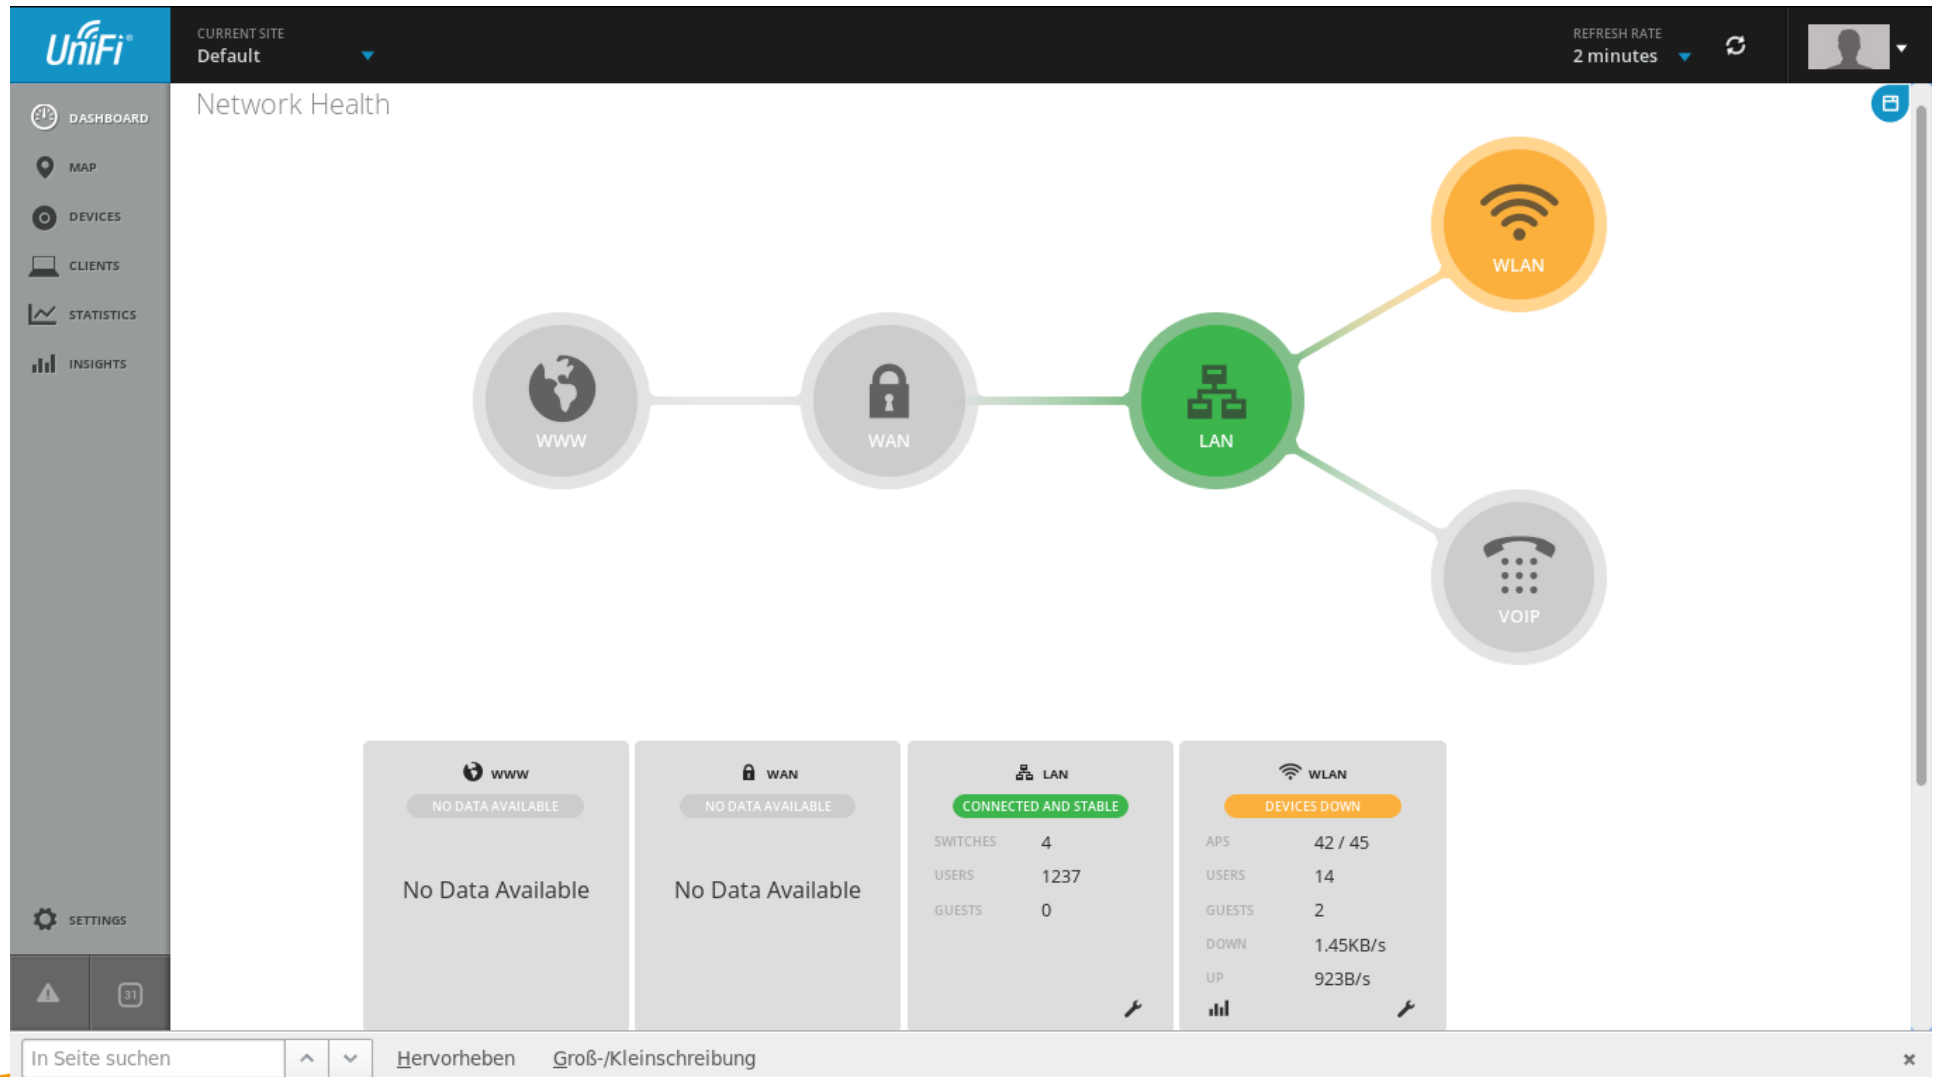 UniFi
CURRENT SITE
Default
REFRESH RATE
2 minutes
Network Health
DASHBOARD
MAP
DEVICES
CLIENTS
STATISTICS
INSIGHTS
SETTINGS
31
WLAN
WWW
WAN
LAN
VOIP
WWW
NO DATA AVAILABLE
No Data Available
WAN
NO DATA AVAILABLE
No Data Available
LAN
CONNECTED AND STABLE
SWITCHES 4
USERS 1237
GUESTS 0
WLAN
DEVICES DOWN
APS 42 / 45
USERS 14
GUESTS 2
DOWN 1.45KB/s
UP 923B/s
In Seite suchen Hervorheben Groß-/Kleinschreibung